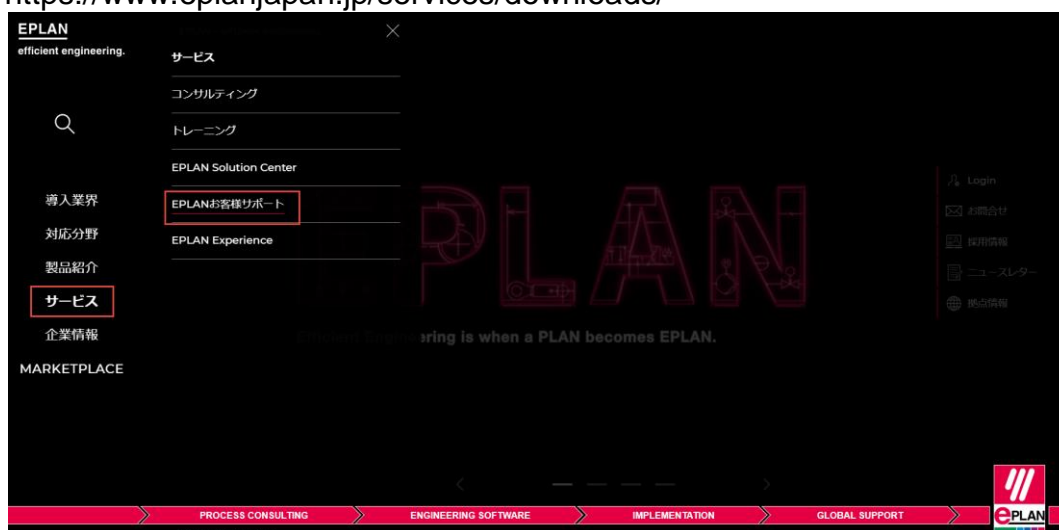 https://www.eplanjapan.jp/services/downloads/
EPLAN
efficient engineering.
サービス
コンサルティング
トレーニング
EPLAN Solution Center
EPLANお客様サポート
EPLAN Experience
導入業界
対応分野
製品紹介
サービス
企業情報
MARKETPLACE
EPLAN
Efficient Engineering is when a PLAN becomes EPLAN.
Login
お問合せ
採用情報
ニュースレター
拠点情報
PROCESS CONSULTING
ENGINEERING SOFTWARE
IMPLEMENTATION
GLOBAL SUPPORT
ePLAN